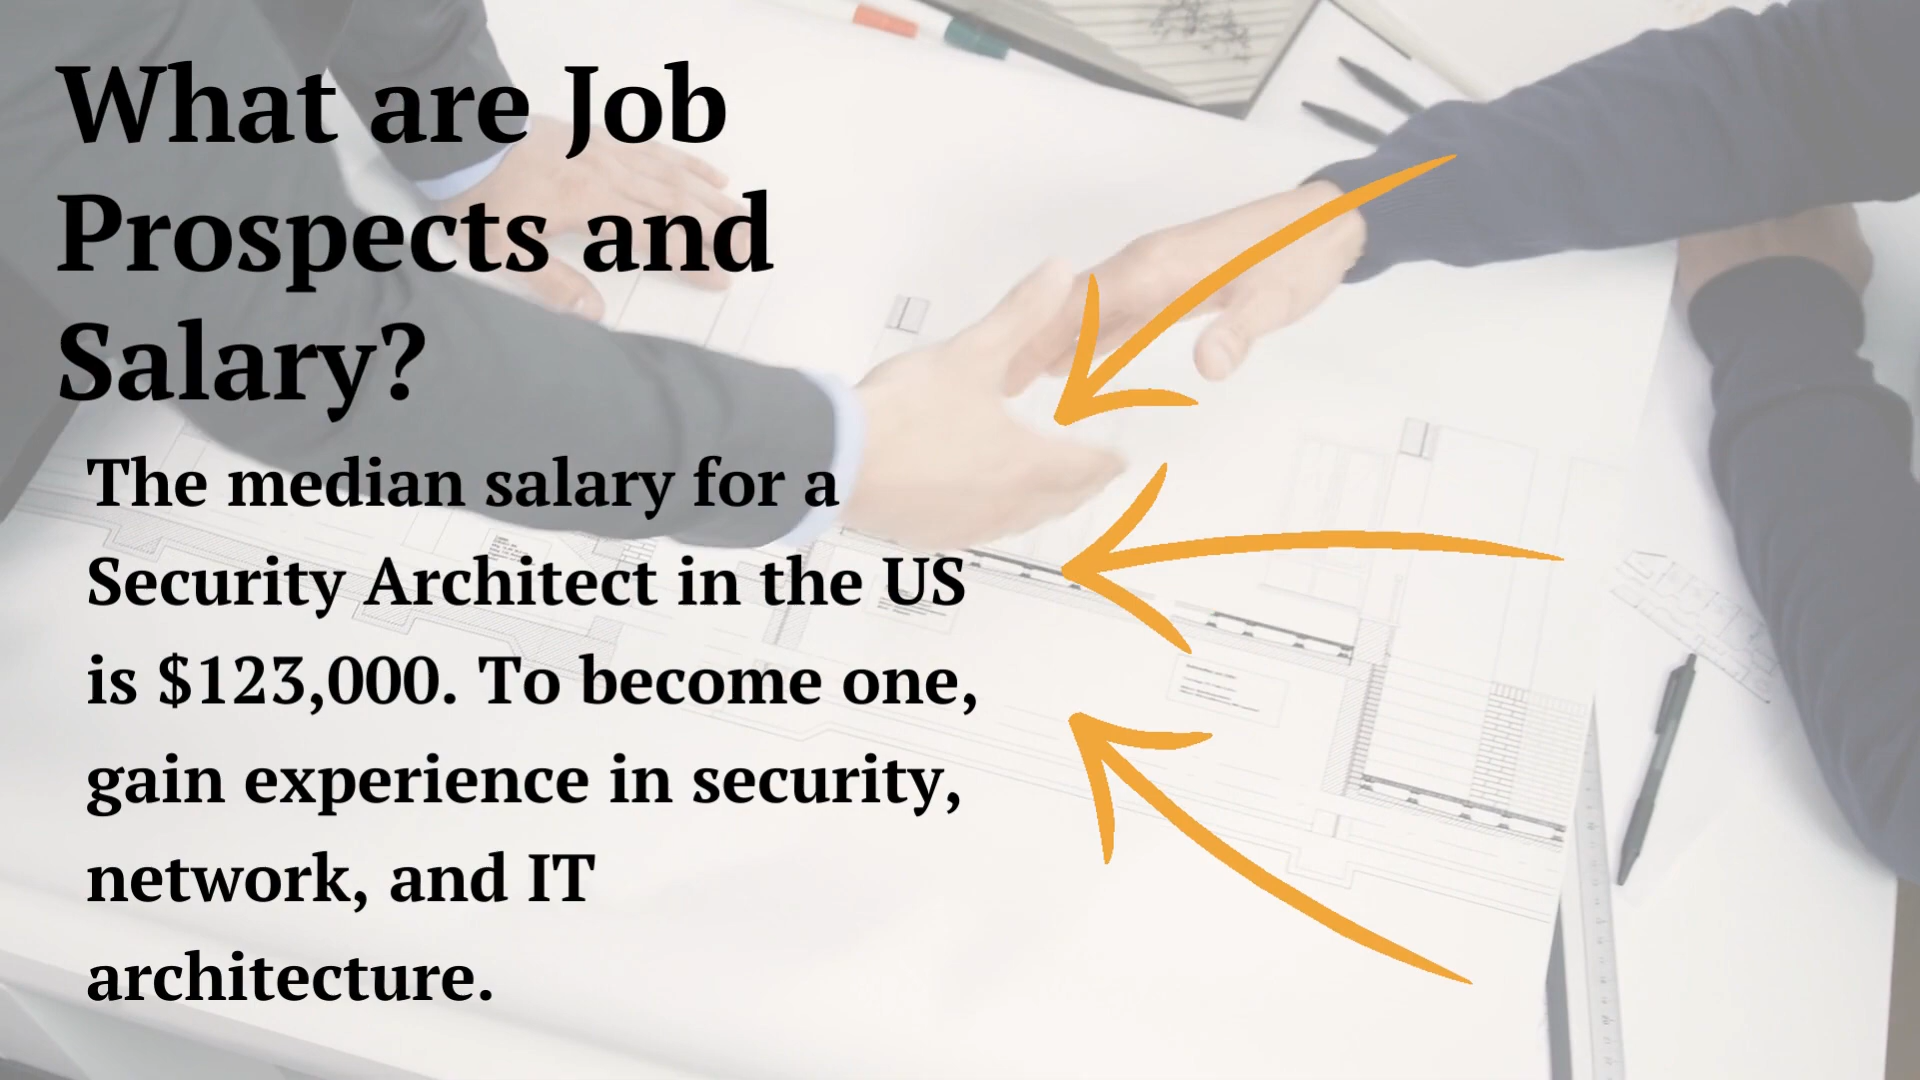 What are Job
Prospects and
Salary?
The median salary for a
Security Architect in the US
is $123,000. To become one,
gain experience in security,
network, and IT
architecture.